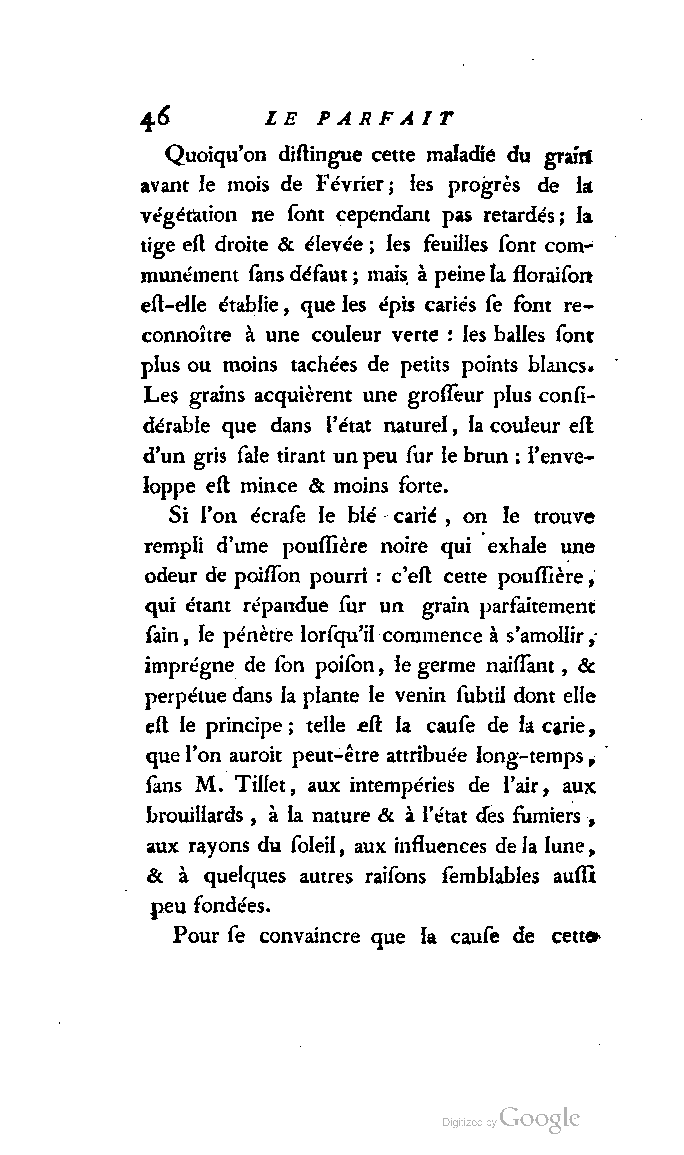 46 LE PARFAIT
Quoiqu'on diſtingue cette maladie du grain
avant le mois de Février; les progrès de la
végétation ne ſont cependant pas retardés; la
tige eſt droite & élevée; les feuilles ſont com-
munément ſans défaut; mais à peine la floraiſon
eſt-elle établie, que les épis cariés ſe font re-
connoître à une couleur verte : les balles ſont
plus ou moins tachées de petits points blancs.
Les grains acquièrent une groſſeur plus conſi-
dérable que dans l'état naturel, la couleur eſt
d'un gris ſale tirant un peu ſur le brun : l'enve-
loppe eſt mince & moins forte.
Si l'on écraſe le blé carié, on le trouve
rempli d'une pouſſière noire qui exhale une
odeur de poiſſon pourri : c'eſt cette pouſſière,
qui étant répandue ſur un grain parfaitement
ſain, le pénètre lorſqu'il commence à s'amollir,
imprégne de ſon poiſon, le germe naiſſant, &
perpétue dans la plante le venin ſubtil dont elle
eſt le principe; telle eſt la cauſe de la carie,
que l'on auroit peut-être attribuée long-temps,
ſans M. Tillet, aux intempéries de l'air, aux
brouillards, à la nature & à l'état des fumiers,
aux rayons du ſoleil, aux influences de la lune,
& à quelques autres raiſons ſemblables auſſi
peu fondées.
Pour ſe convaincre que la cauſe de cette
Digitized by Google